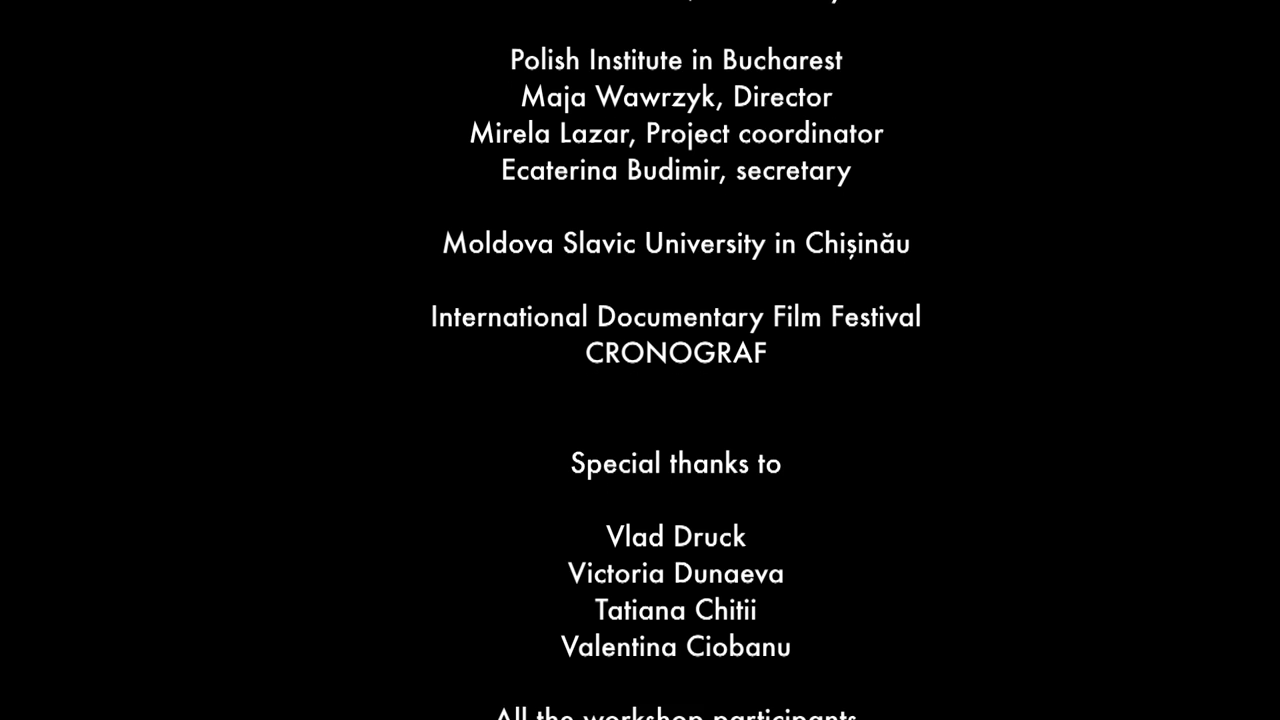 Polish Institute in Bucharest
Maja Wawrzyk, Director
Mirela Lazar, Project coordinator
Ecaterina Budimir, secretary
Moldova Slavic University in Chișinău
International Documentary Film Festival
CRONOGRAF
Special thanks to
Vlad Druck
Victoria Dunaeva
Tatiana Chitii
Valentina Ciobanu
All the workshop participants